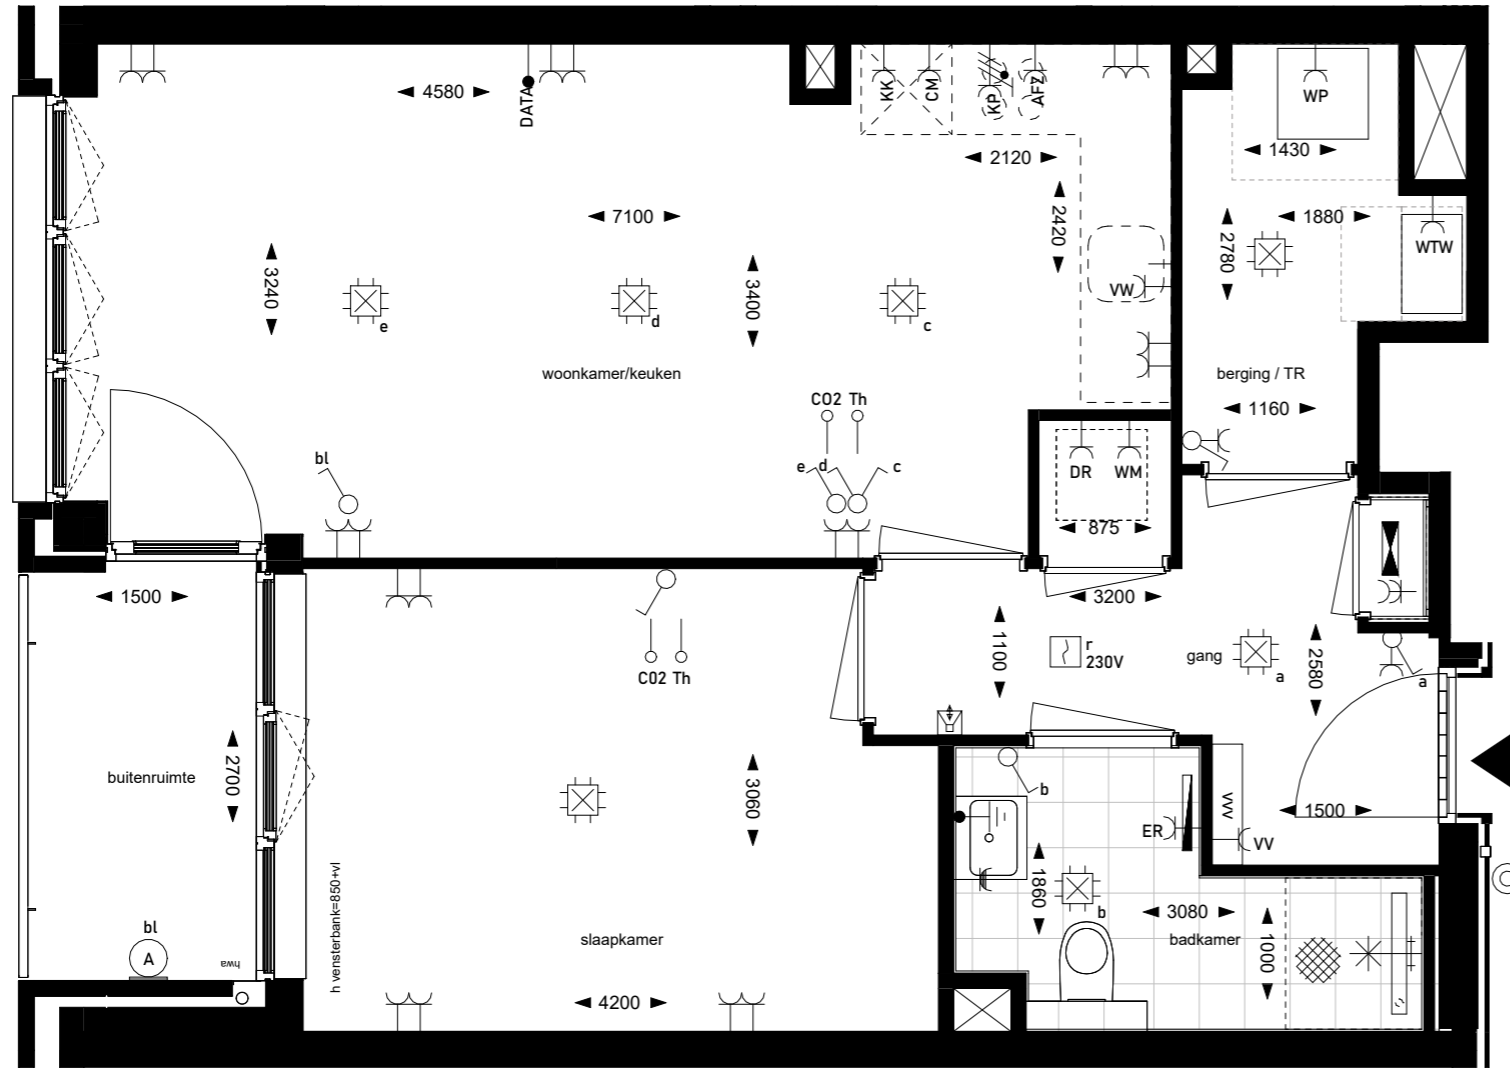 4580
DATA
KK
CM
KP
AFZ
WP
2120
1430
7100
2420
1880
2780
WTW
3240
3400
e
d
c
VW
woonkamer/keuken
berging / TR
CO2 Th
1160
bl
e
d
c
DR
WM
875
1500
3200
1100
r
230V
gang
a
2580
a
C02 Th
buitenruimte
2700
3060
b
VVV
1500
ER
VV
1860
h vensterbank=850+vl
b
3080
bl
A
hwa
slaapkamer
badkamer
1000
4200